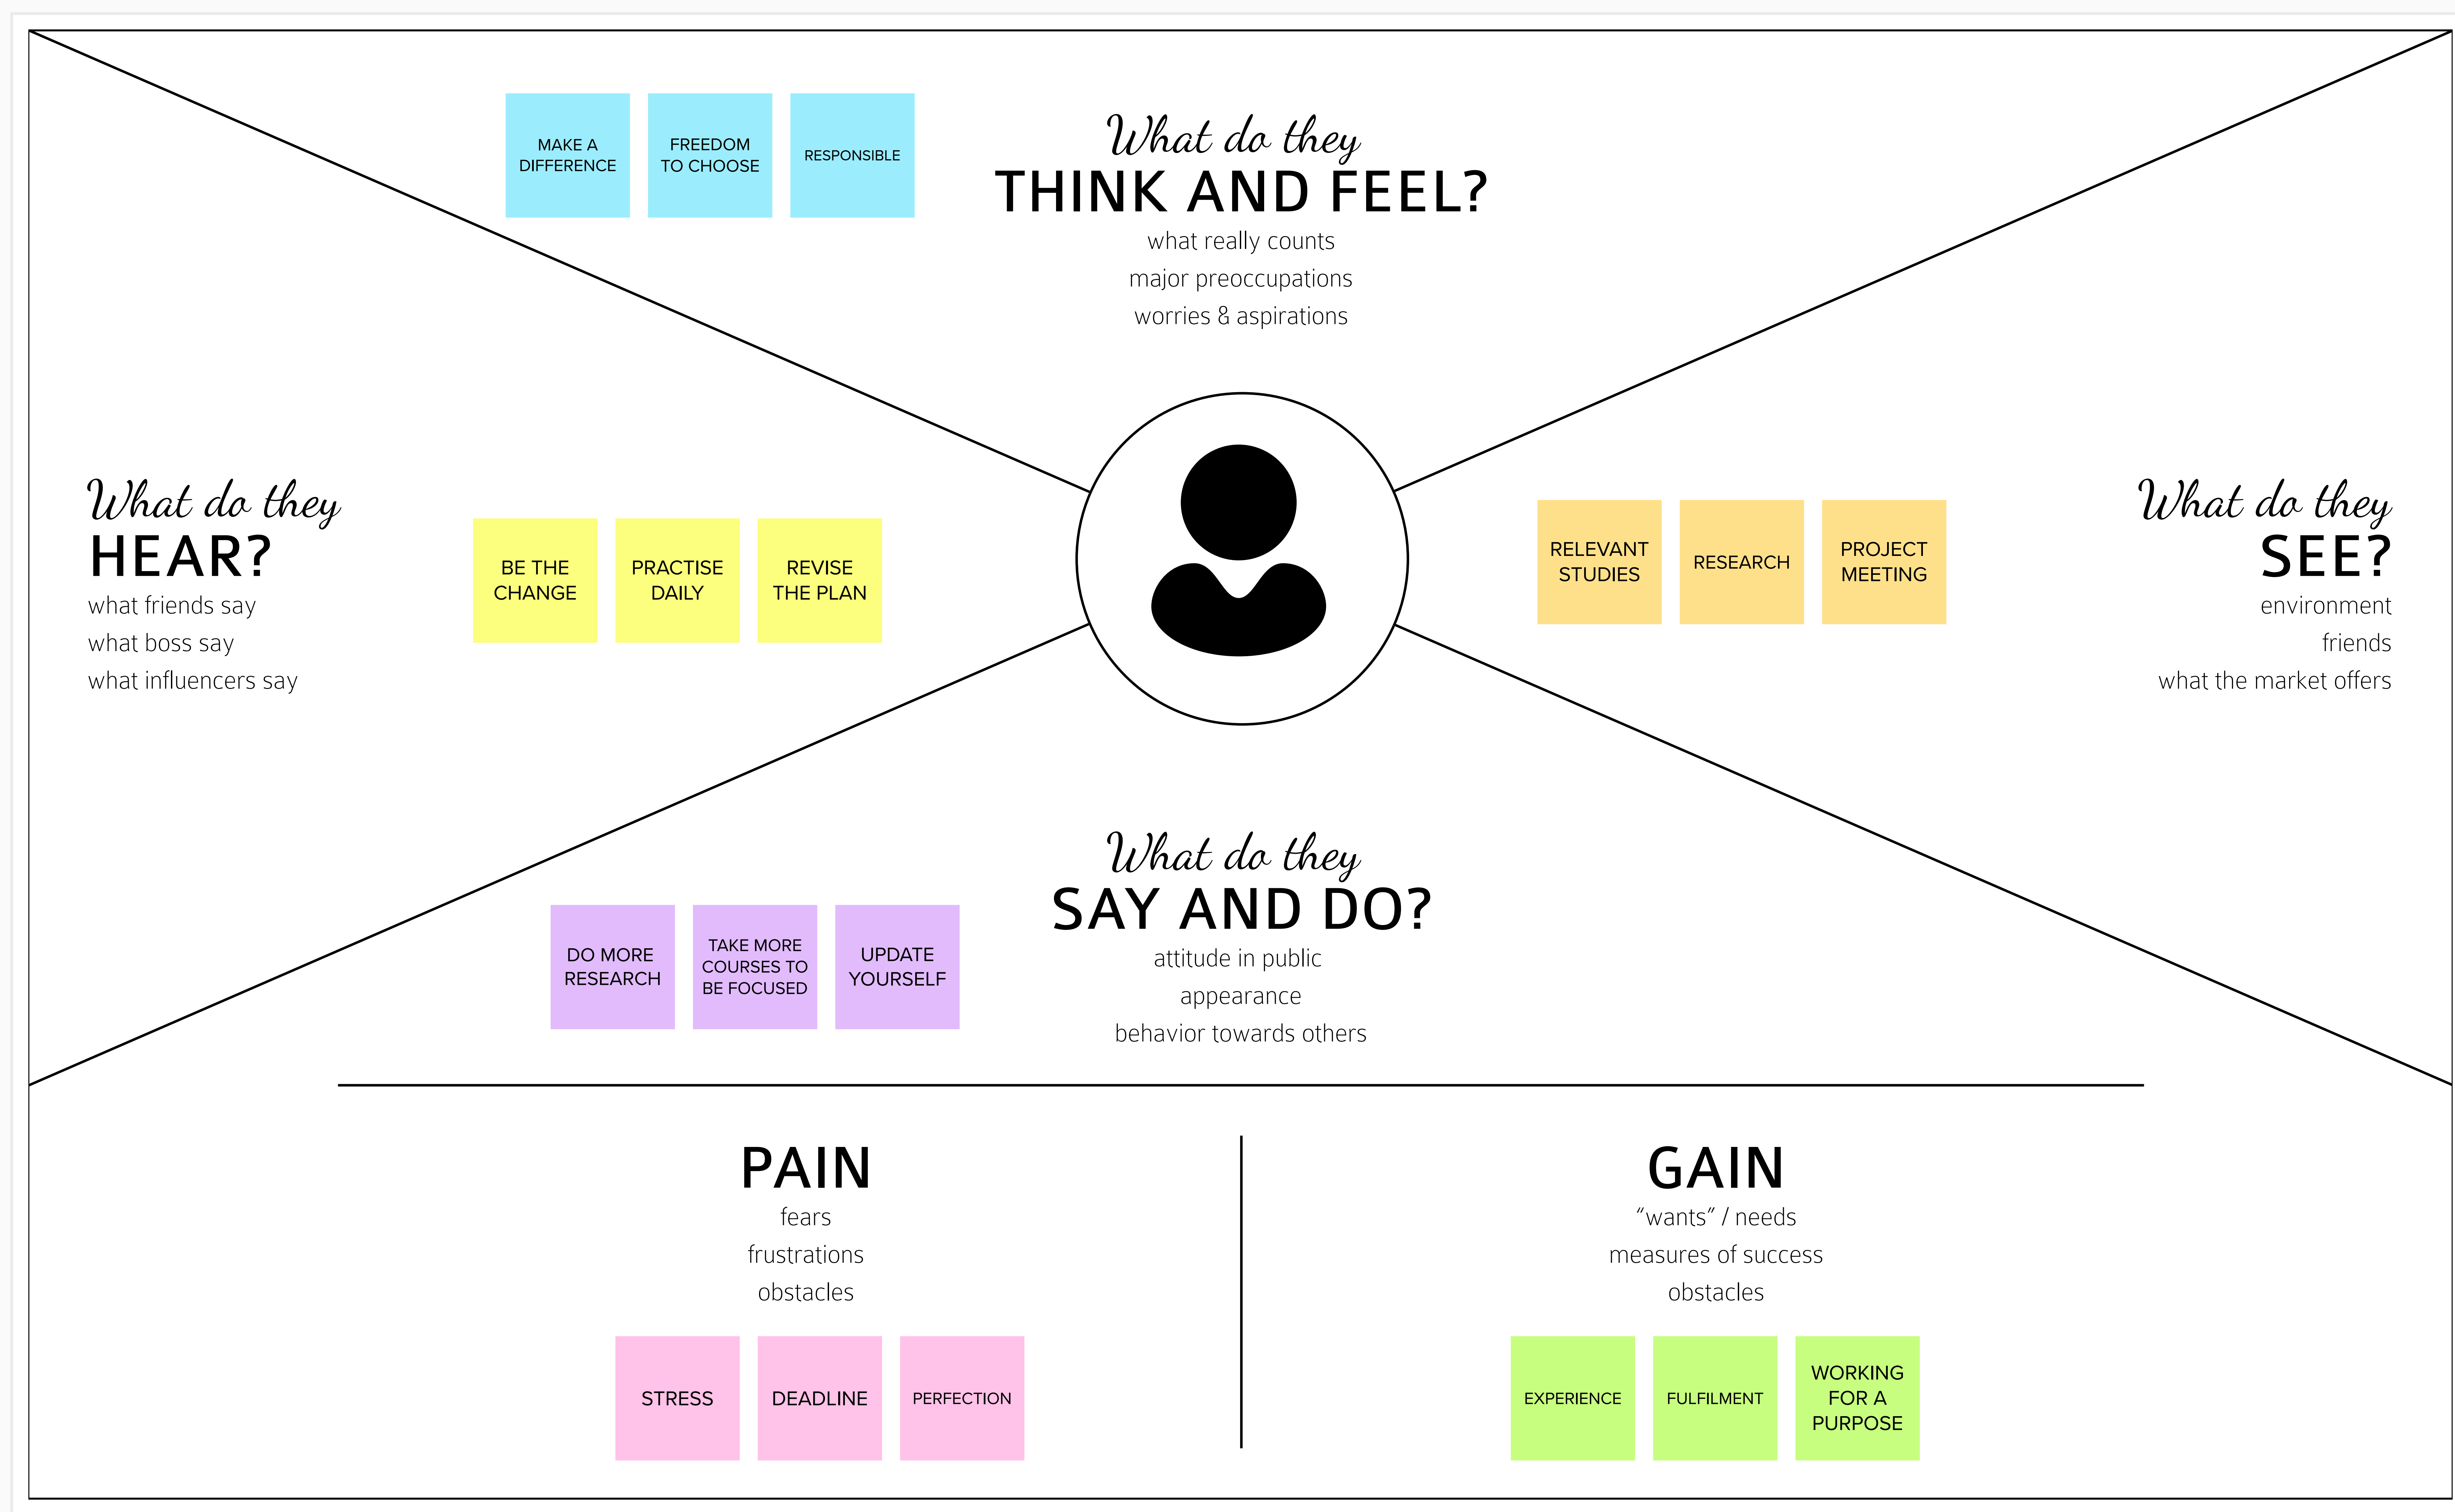 MAKE A
DIFFERENCE
FREEDOM
TO CHOOSE
RESPONSIBLE
What do they
THINK AND FEEL?
what really counts
major preoccupations
worries & aspirations
What do they
HEAR?
what friends say
what boss say
what influencers say
BE THE
CHANGE
PRACTISE
DAILY
REVISE
THE PLAN
RELEVANT
STUDIES
RESEARCH
PROJECT
MEETING
What do they
SEE?
environment
friends
what the market offers
DO MORE
RESEARCH
TAKE MORE
COURSES TO
BE FOCUSED
UPDATE
YOURSELF
What do they
SAY AND DO?
attitude in public
appearance
behavior towards others
PAIN
fears
frustrations
obstacles
STRESS
DEADLINE
PERFECTION
GAIN
“wants” / needs
measures of success
obstacles
EXPERIENCE
FULFILMENT
WORKING
FOR A
PURPOSE